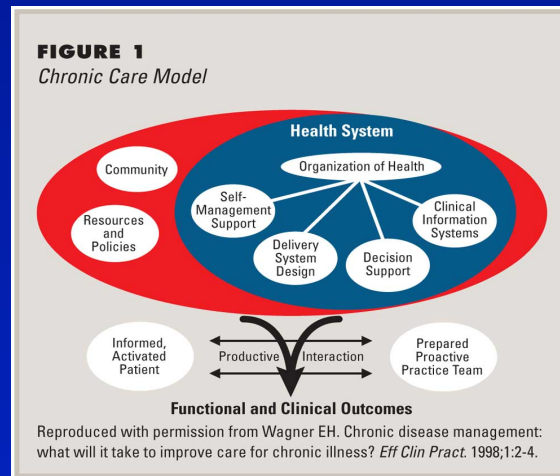 FIGURE 1
Chronic Care Model
Health System
Organization of Health
Community
Self-
Management
Support
Clinical
Information
Systems
Resources
and
Policies
Delivery
System
Design
Decision
Support
Informed,
Activated
Patient
Productive Interaction
Prepared
Proactive
Practice Team
Functional and Clinical Outcomes
Reproduced with permission from Wagner EH. Chronic disease management:
what will it take to improve care for chronic illness? Eff Clin Pract. 1998;1:2-4.